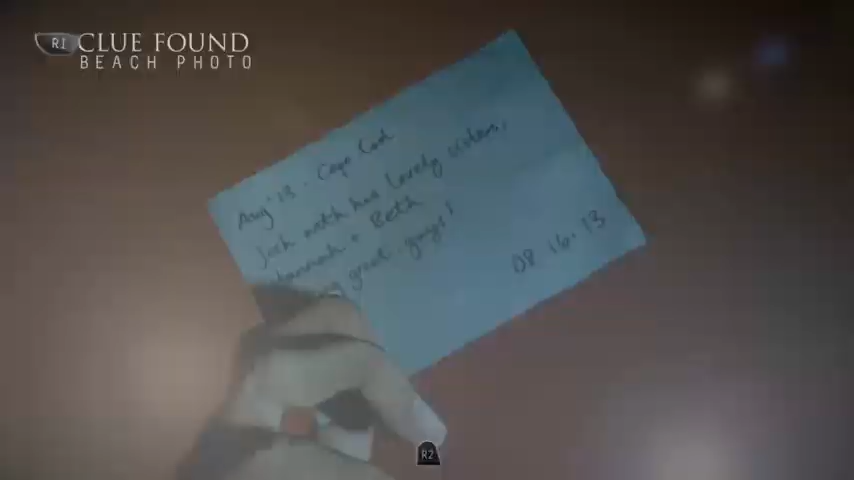 R1 CLUE FOUND
BEACH PHOTO
Aug '13 - Cape Cod
Josh with his lovely sisters,
Hannah + Beth
great guys!
08 16 13
R2